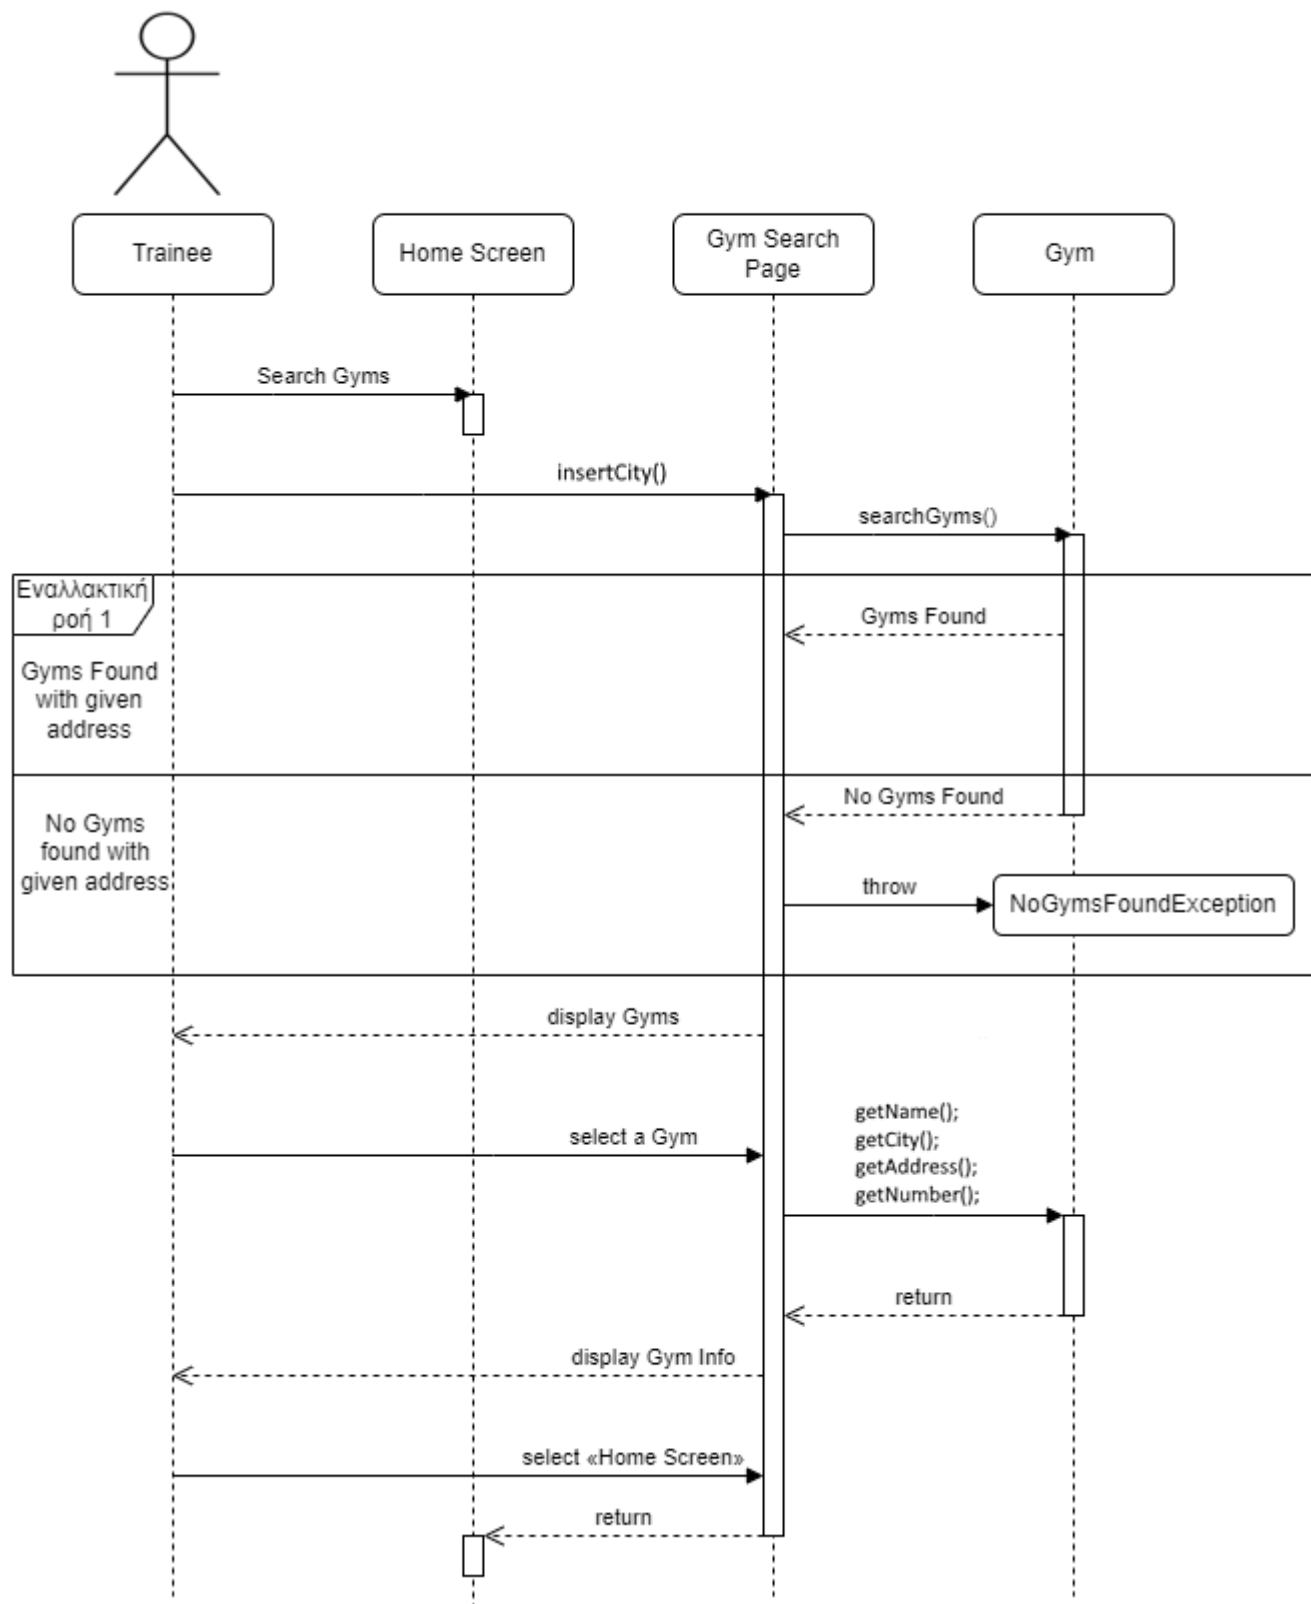 Trainee
Home Screen
Gym Search
Page
Gym
Search Gyms
insertCity()
searchGyms()
Εναλλακτική
ροή 1
Gyms Found
Gyms Found
with given
address
No Gyms Found
No Gyms
found with
given address
throw
NoGymsFoundException
display Gyms
getName();
getCity();
getAddress();
getNumber();
select a Gym
return
display Gym Info
select «Home Screen»
return